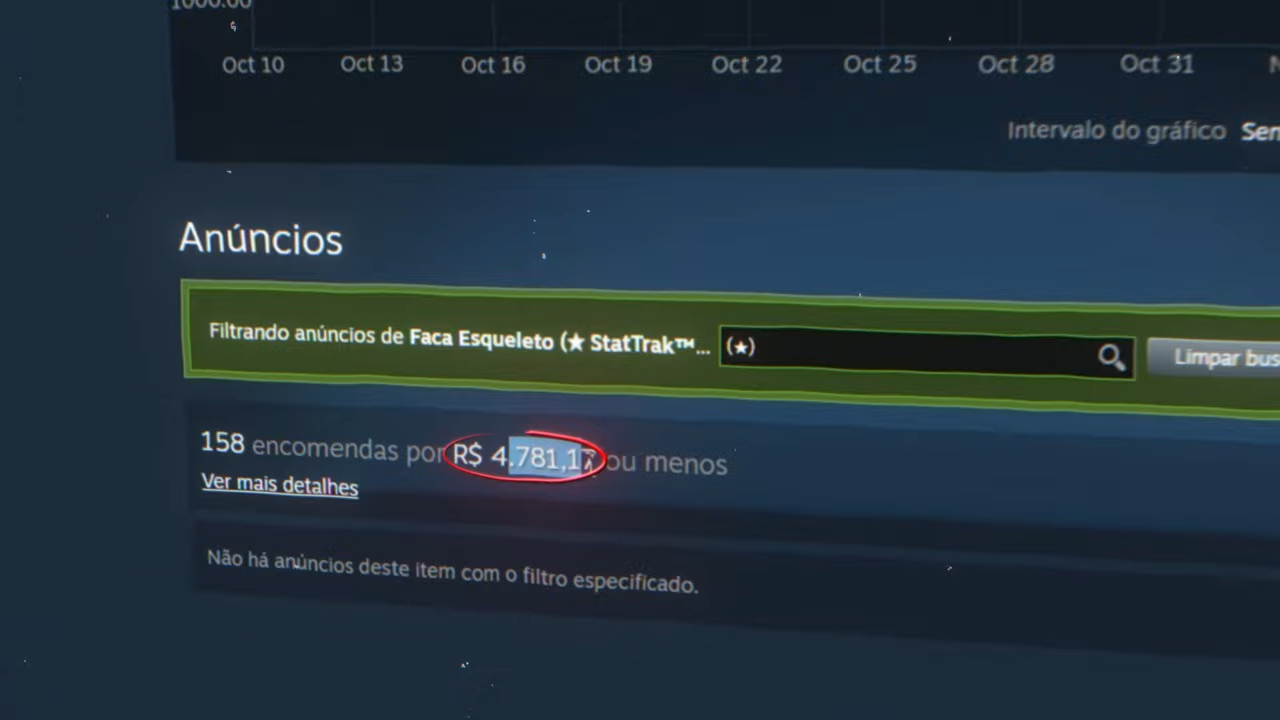 1000.00
Oct 10 Oct 13 Oct 16 Oct 19 Oct 22 Oct 25 Oct 28 Oct 31
Intervalo do gráfico
Anúncios
Filtrando anúncios de Faca Esqueleto (★ StatTrak™... (★) Limpar bus
158 encomendas por R$ 4.781,17 ou menos
Ver mais detalhes
Não há anúncios deste item com o filtro especificado.